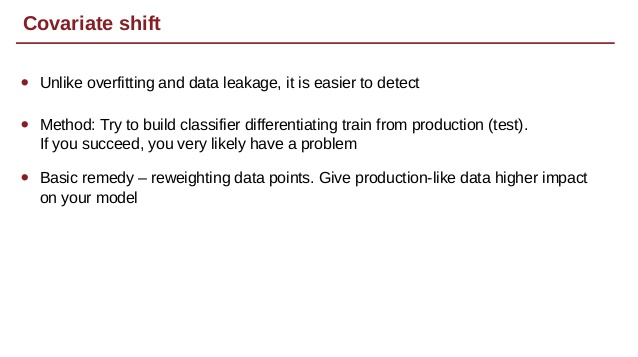 Covariate shift
Unlike overfitting and data leakage, it is easier to detect
Method: Try to build classifier differentiating train from production (test).
If you succeed, you very likely have a problem
Basic remedy – reweighting data points. Give production-like data higher impact
on your model